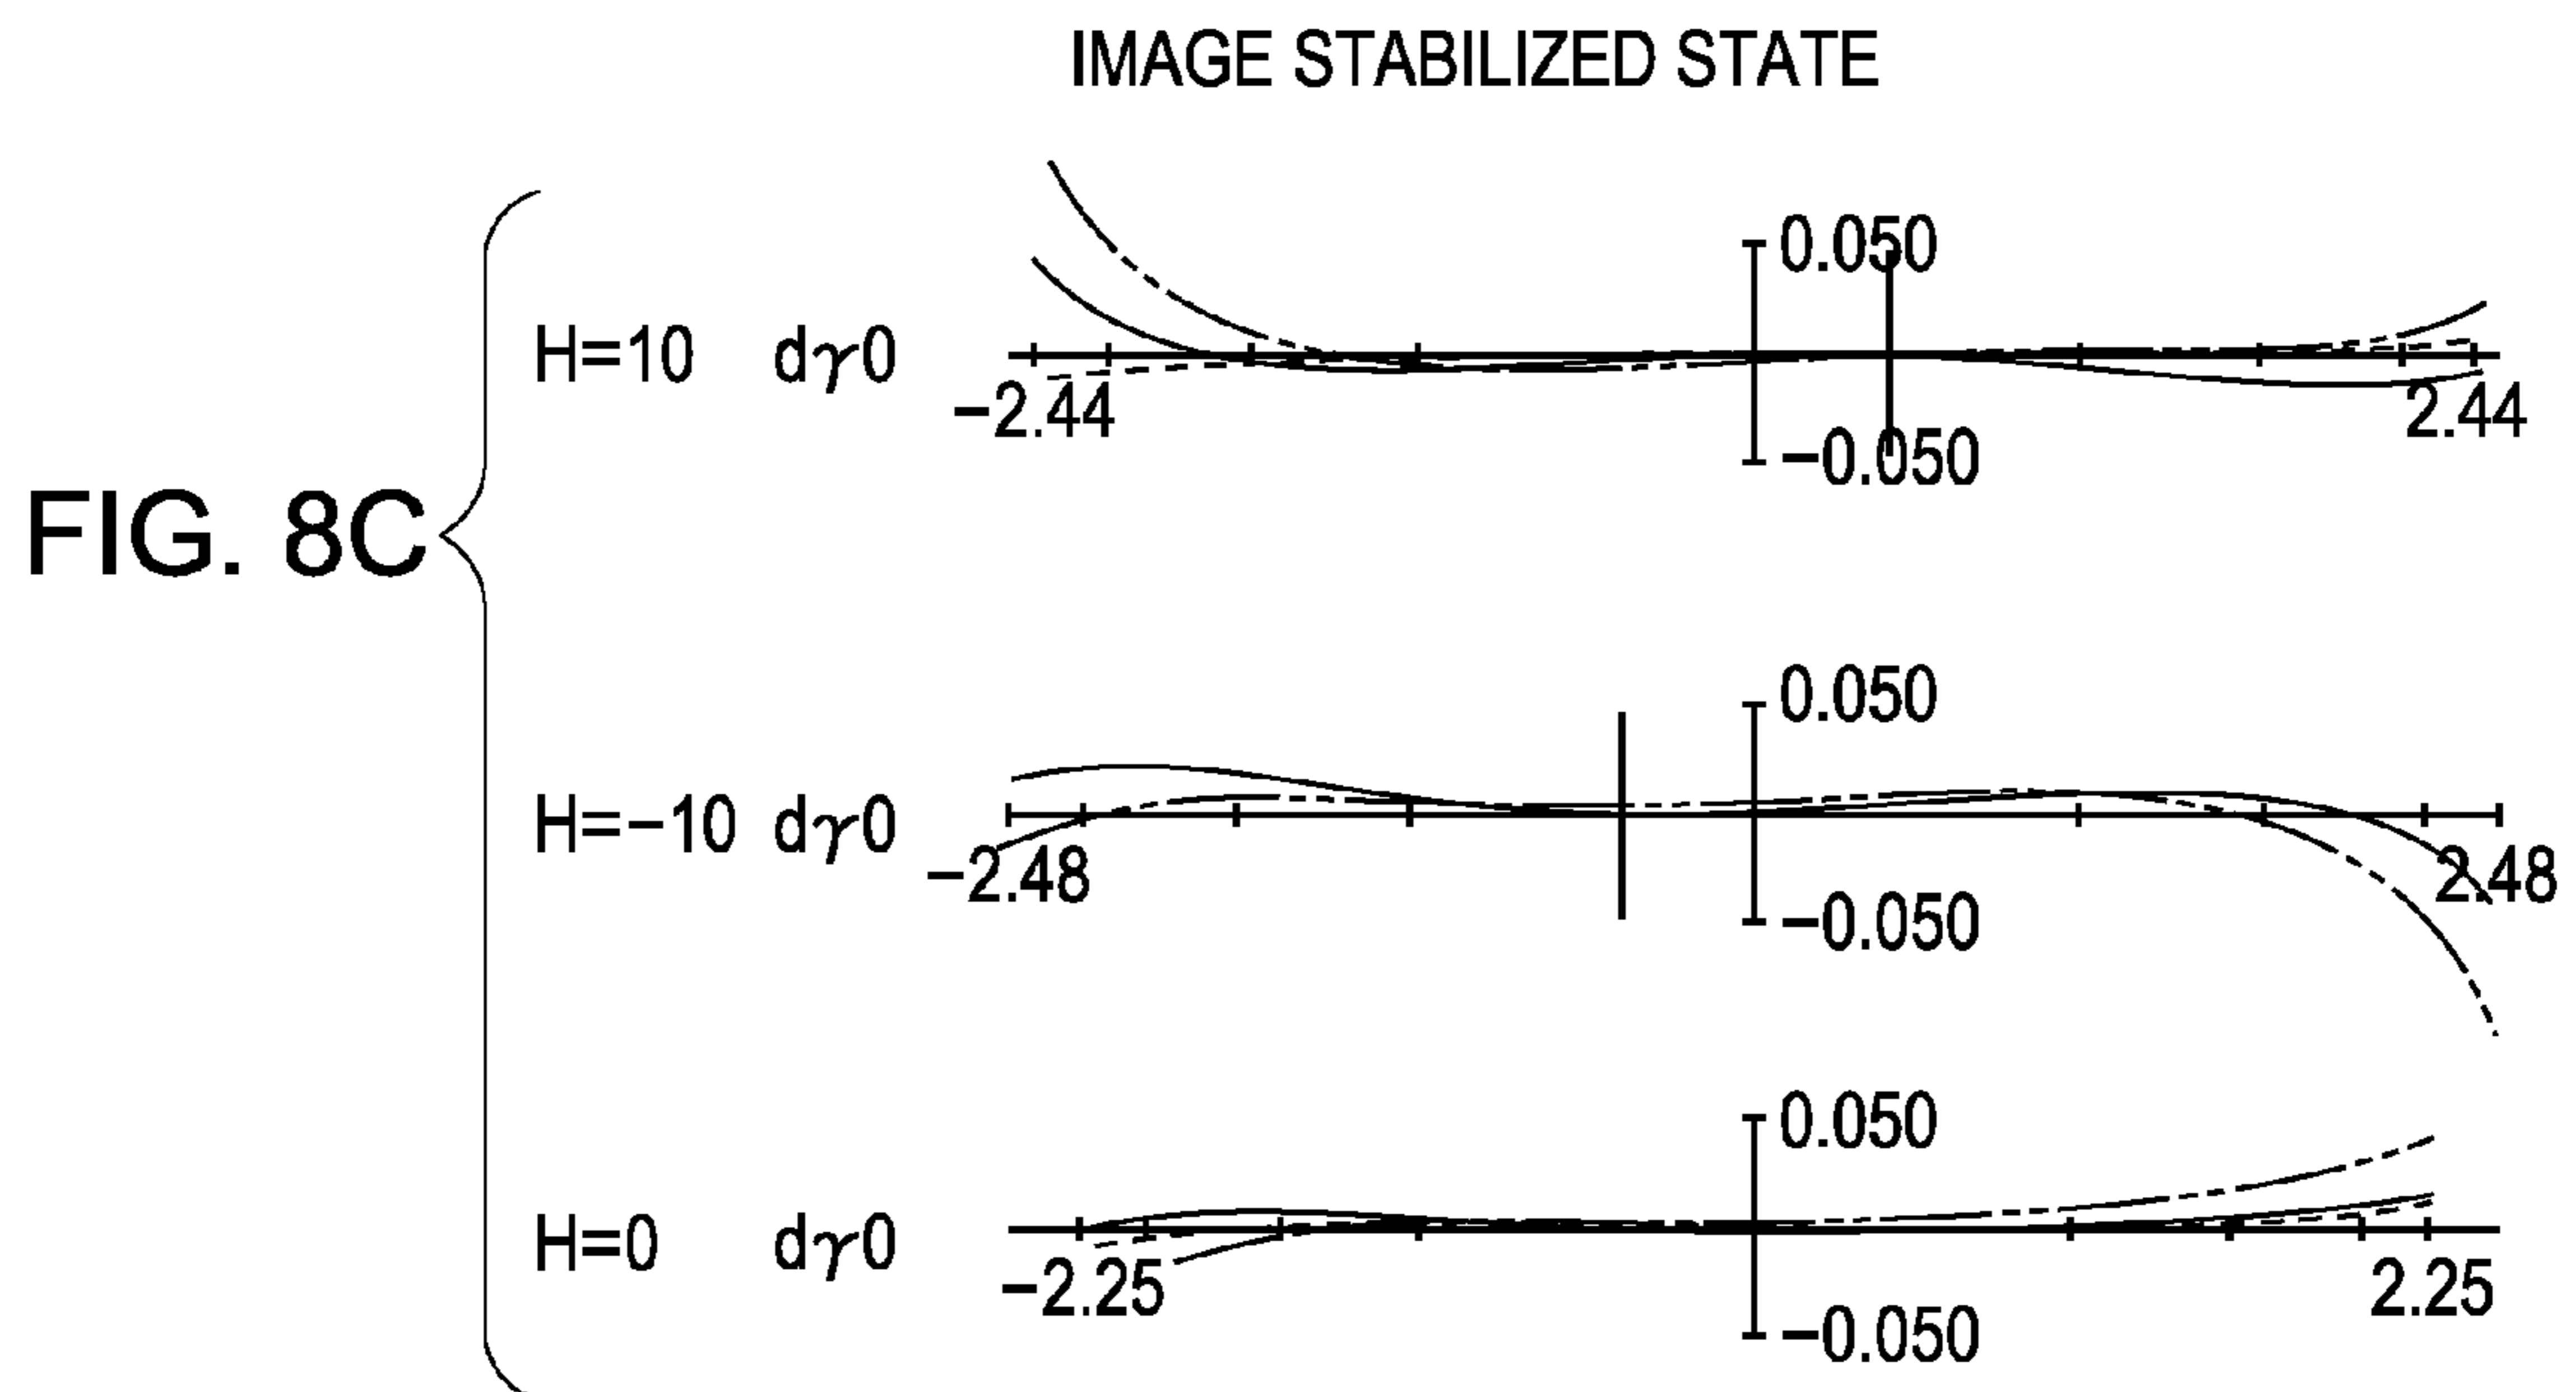 IMAGE STABILIZED STATE
0.050
H=10 dγ0
−2.44
2.44
−0.050
FIG. 8C
0.050
H=−10 dγ0
−2.48
2.48
−0.050
0.050
H=0 dγ0
−2.25
2.25
−0.050